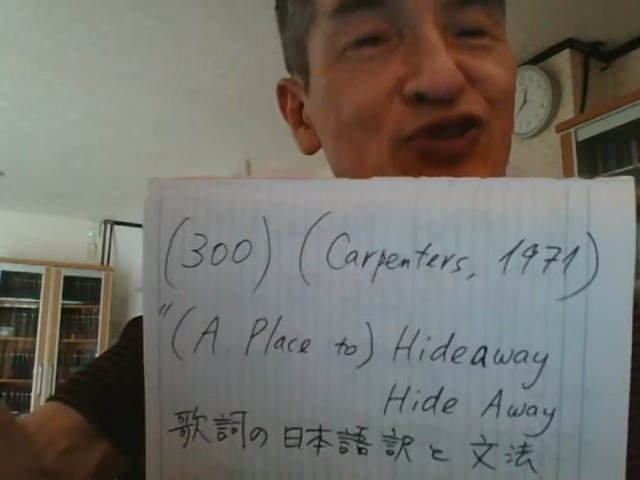 (300) (Carpenters, 1971)
"(A Place to) Hideaway
Hide Away
歌詞の日本語訳と文法